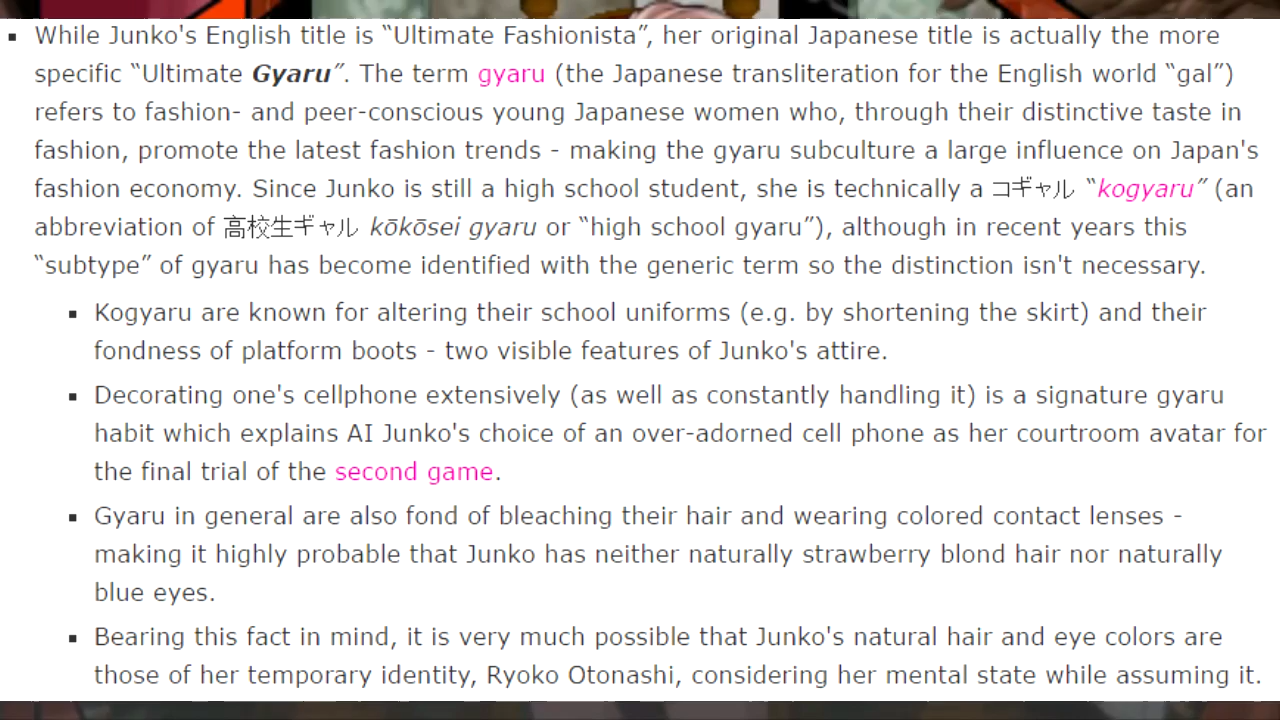 While Junko's English title is “Ultimate Fashionista”, her original Japanese title is actually the more
specific “Ultimate Gyaru”. The term gyaru (the Japanese transliteration for the English world “gal”)
refers to fashion- and peer-conscious young Japanese women who, through their distinctive taste in
fashion, promote the latest fashion trends - making the gyaru subculture a large influence on Japan's
fashion economy. Since Junko is still a high school student, she is technically a コギャル “kogyaru” (an
abbreviation of 高校生ギャル kōkōsei gyaru or “high school gyaru”), although in recent years this
“subtype” of gyaru has become identified with the generic term so the distinction isn't necessary.
Kogyaru are known for altering their school uniforms (e.g. by shortening the skirt) and their
fondness of platform boots - two visible features of Junko's attire.
Decorating one's cellphone extensively (as well as constantly handling it) is a signature gyaru
habit which explains AI Junko's choice of an over-adorned cell phone as her courtroom avatar for
the final trial of the second game.
Gyaru in general are also fond of bleaching their hair and wearing colored contact lenses -
making it highly probable that Junko has neither naturally strawberry blond hair nor naturally
blue eyes.
Bearing this fact in mind, it is very much possible that Junko's natural hair and eye colors are
those of her temporary identity, Ryoko Otonashi, considering her mental state while assuming it.